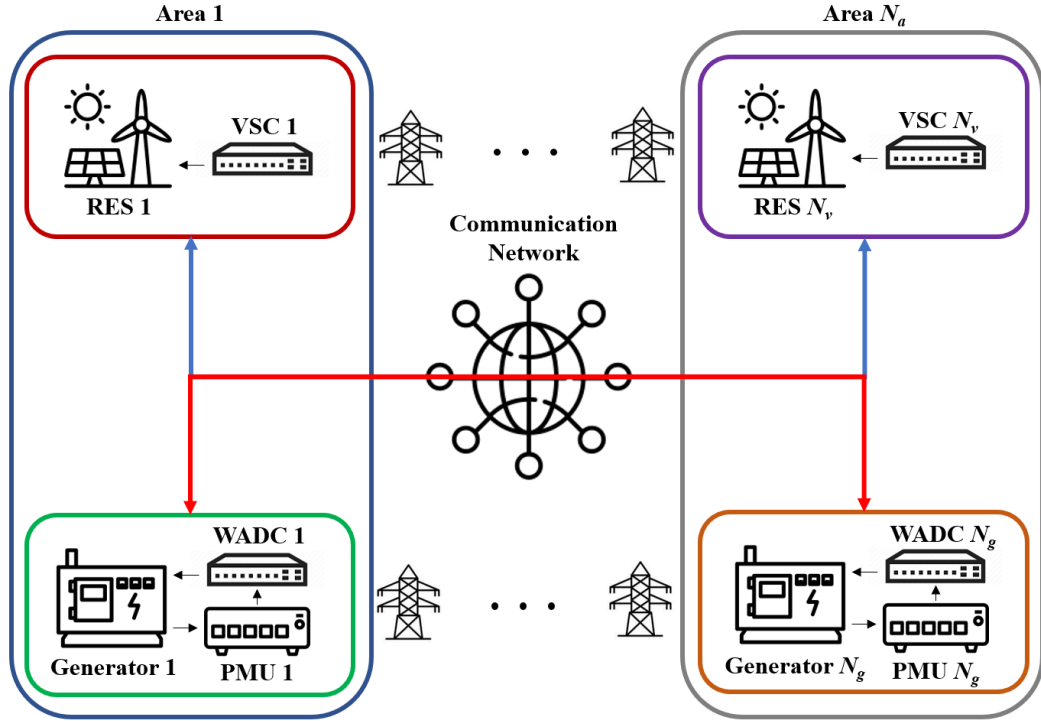 Area 1
Area N_a
VSC 1
RES 1
. . .
VSC N_v
RES N_v
Communication
Network
WADC 1
Generator 1
PMU 1
. . .
WADC N_g
Generator N_g
PMU N_g